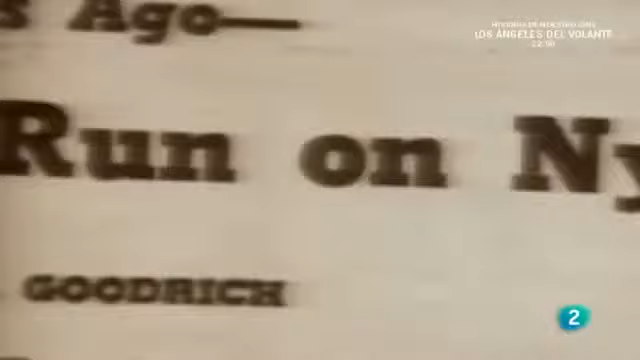 s Ago—
HISTORIA DE NUESTRO CINE
LOS ÁNGELES DEL VOLANTE
22:00
Run on Ny
GOODRICH
2